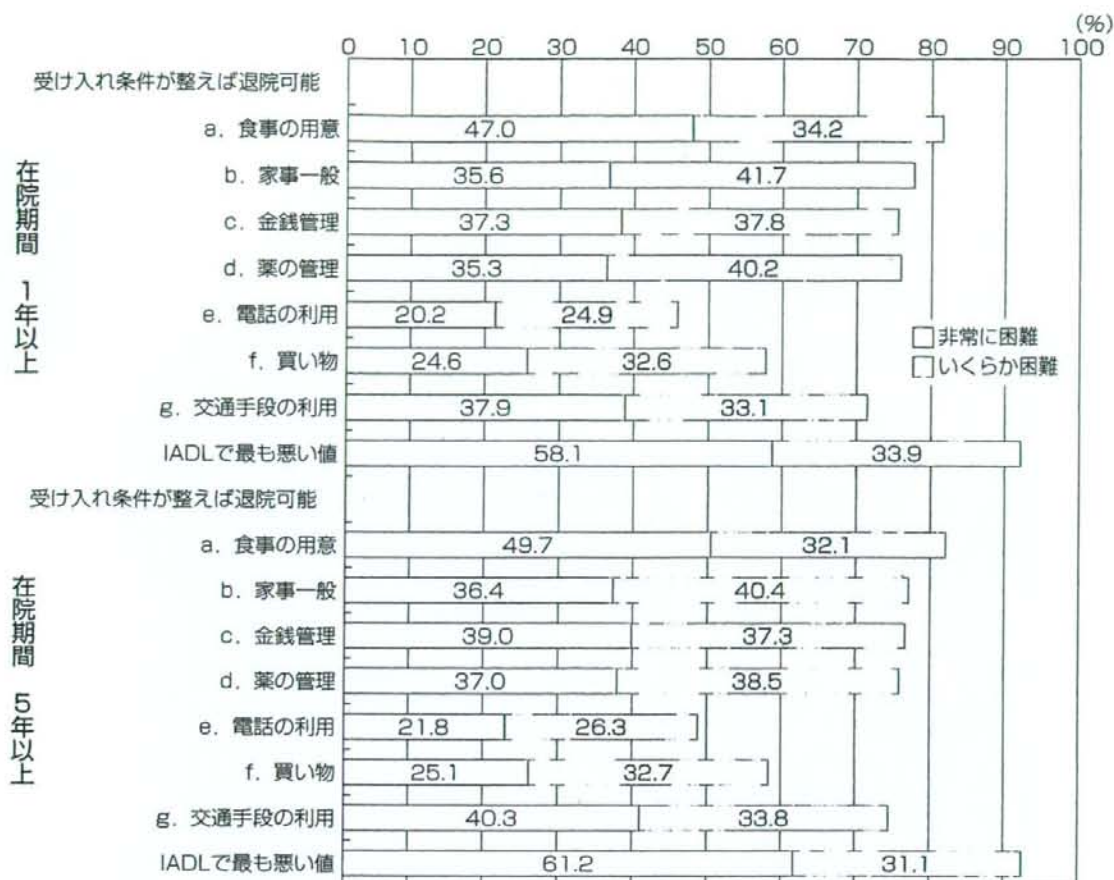 (%)
0 10 20 30 40 50 60 70 80 90 100
受け入れ条件が整えば退院可能
在院期間 1年以上
a. 食事の用意 47.0 34.2
b. 家事一般 35.6 41.7
c. 金銭管理 37.3 37.8
d. 薬の管理 35.3 40.2
e. 電話の利用 20.2 24.9
f. 買い物 24.6 32.6
g. 交通手段の利用 37.9 33.1
IADLで最も悪い値 58.1 33.9
非常に困難
いくらか困難
受け入れ条件が整えば退院可能
在院期間 5年以上
a. 食事の用意 49.7 32.1
b. 家事一般 36.4 40.4
c. 金銭管理 39.0 37.3
d. 薬の管理 37.0 38.5
e. 電話の利用 21.8 26.3
f. 買い物 25.1 32.7
g. 交通手段の利用 40.3 33.8
IADLで最も悪い値 61.2 31.1